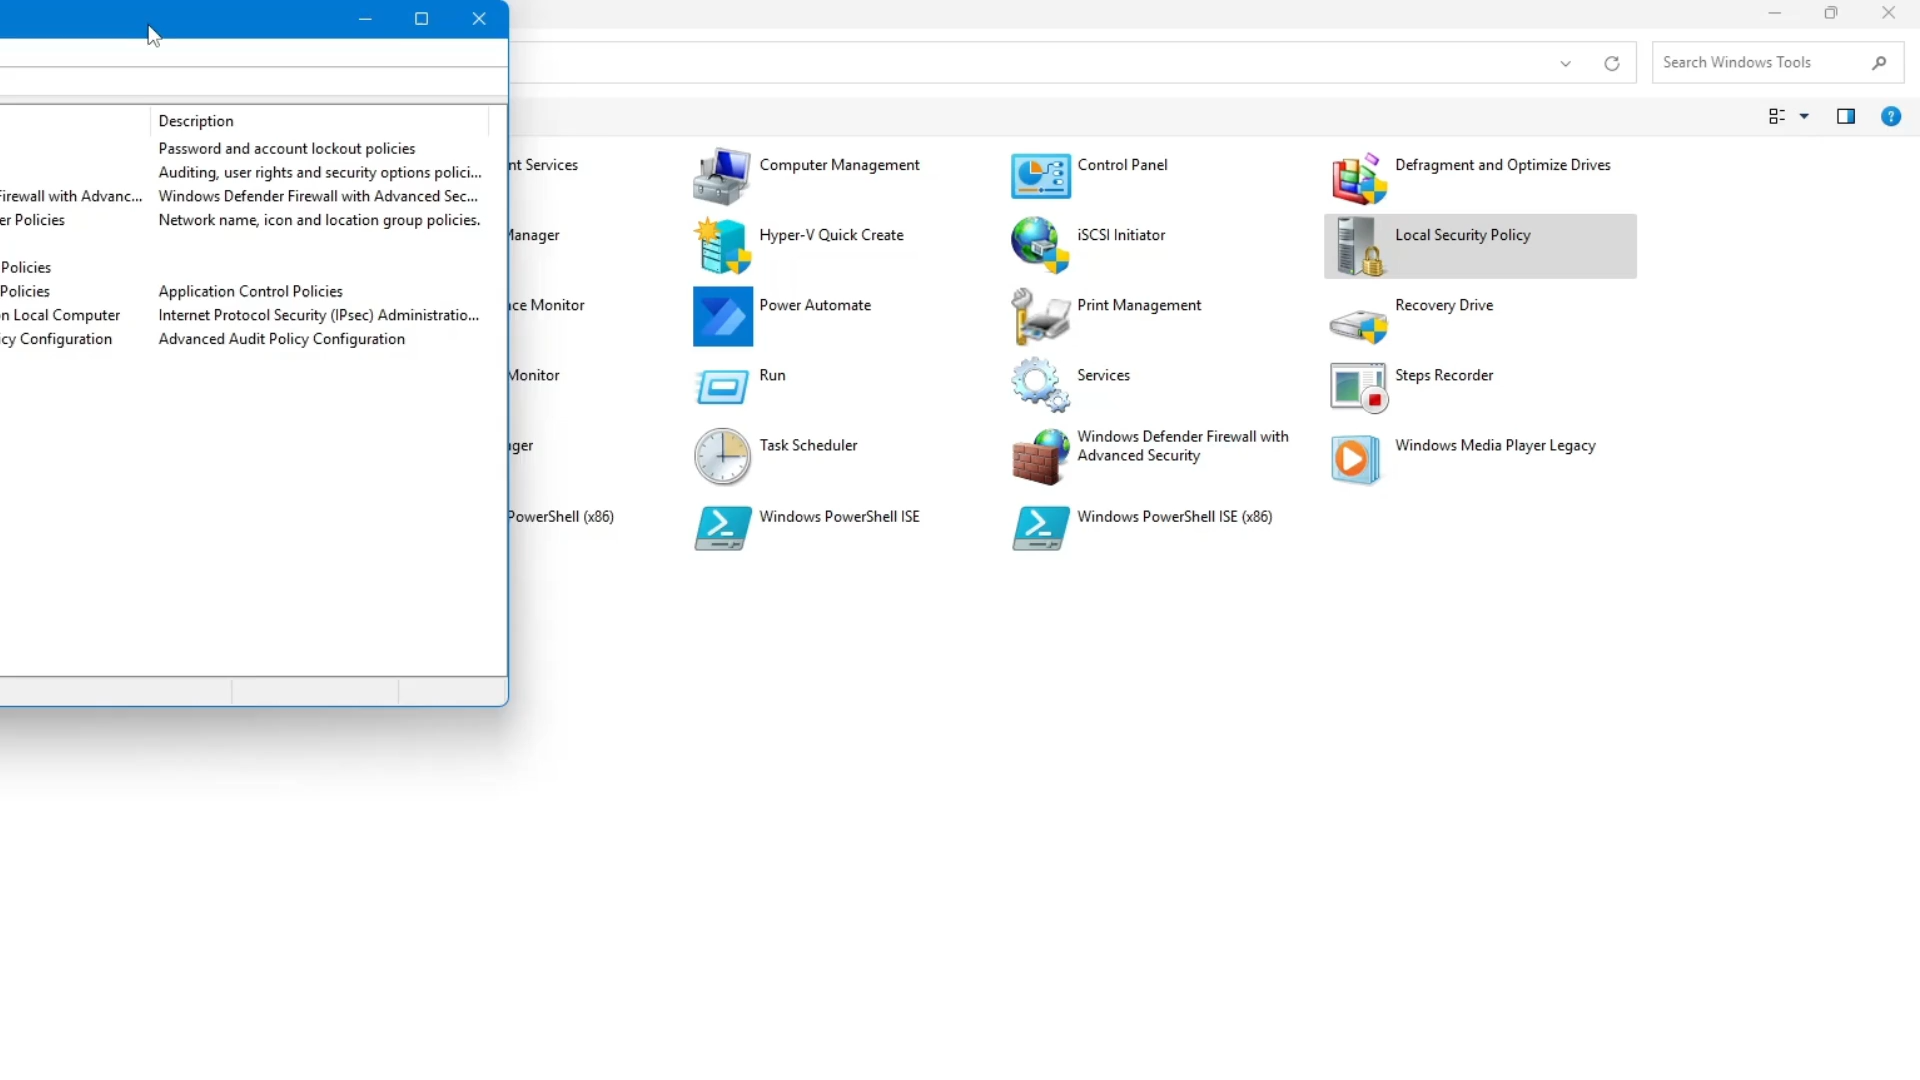 Search Windows Tools
Description
Password and account lockout policies
Auditing, user rights and security options polici...
Firewall with Advanc... Windows Defender Firewall with Advanced Sec...
er Policies Network name, icon and location group policies.
Policies
Policies Application Control Policies
n Local Computer Internet Protocol Security (IPsec) Administratio...
icy Configuration Advanced Audit Policy Configuration
nt Services Computer Management Control Panel Defragment and Optimize Drives
Manager Hyper-V Quick Create iSCSI Initiator Local Security Policy
ce Monitor Power Automate Print Management Recovery Drive
Monitor Run Services Steps Recorder
ger Task Scheduler Windows Defender Firewall with
Advanced Security Windows Media Player Legacy
PowerShell (x86) Windows PowerShell ISE Windows PowerShell ISE (x86)